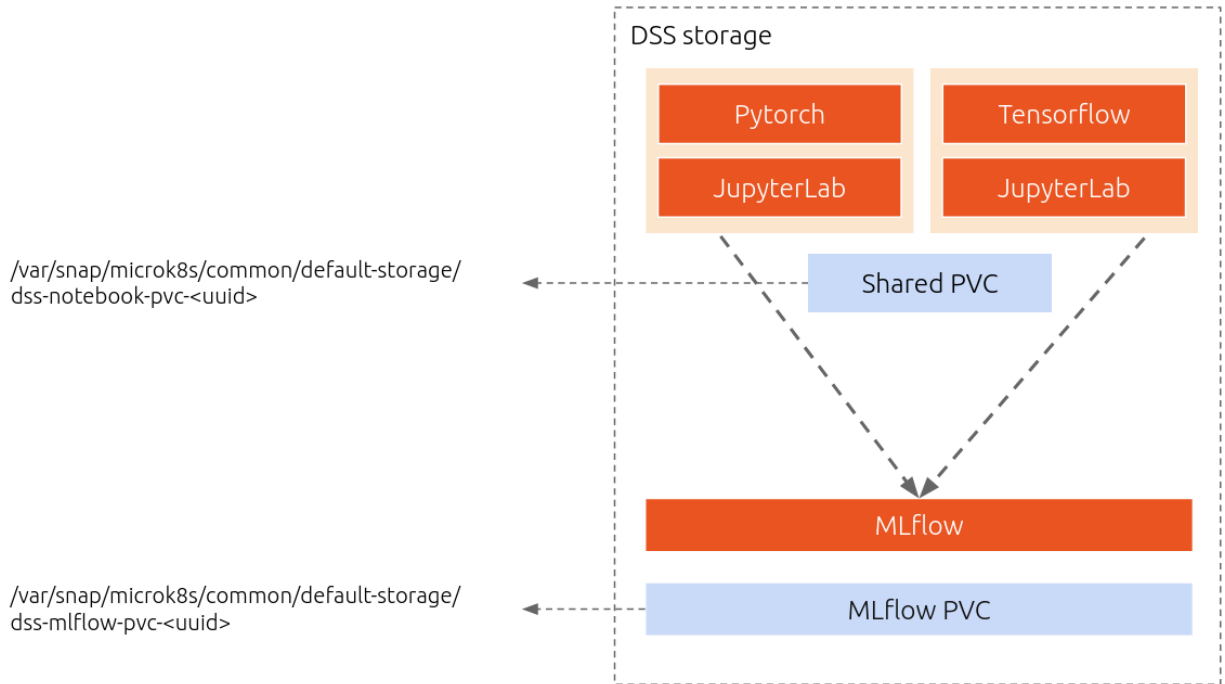 DSS storage
Pytorch
Tensorflow
JupyterLab
JupyterLab
/var/snap/microk8s/common/default-storage/
dss-notebook-pvc-<uuid>
Shared PVC
MLflow
/var/snap/microk8s/common/default-storage/
dss-mlflow-pvc-<uuid>
MLflow PVC